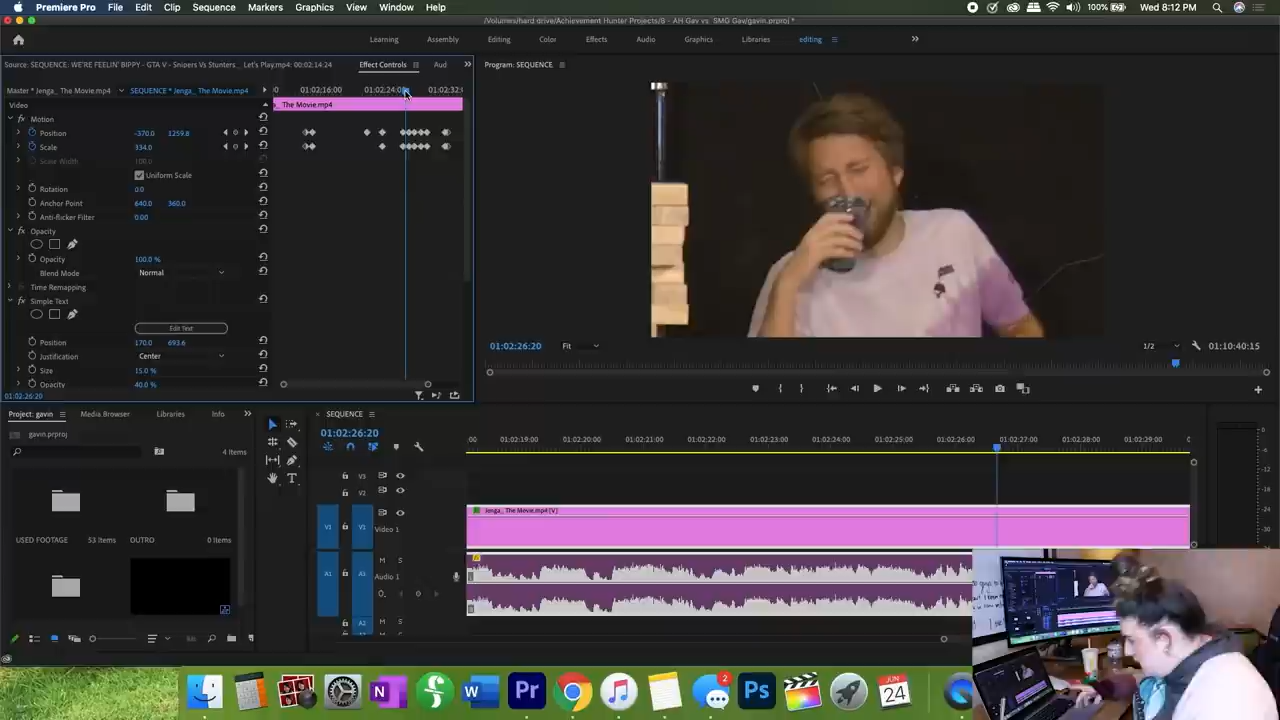 Premiere Pro File Edit Clip Sequence Markers Graphics View Window Help 100% Wed 8:12 PM
/Volumes/hard drive/Achievement Hunter Projects/6 - AH Gav vs SMG Gav/gavin.prproj *
Learning Assembly Editing Color Effects Audio Graphics Libraries editing
Source: SEQUENCE: WE'RE FEELIN' BIPPY - GTA V - Snipers Vs Stunters_ Let's Play.mp4: 00:02:14:24 Effect Controls Aud Program: SEQUENCE
Master * Jenga_ The Movie.mp4 SEQUENCE * Jenga_ The Movie.mp4 01:02:16:00 01:02:24:00 01:02:32:
Video The Movie.mp4
fx Motion
Position -370.0 1259.8
Scale 334.0
Scale Width 100.0
Uniform Scale
Rotation 0.0
Anchor Point 640.0 360.0
Anti-flicker Filter 0.00
fx Opacity
Opacity 100.0 %
Blend Mode Normal
Time Remapping
fx Simple Text
Edit Text
Position 170.0 693.6
Justification Center
Size 15.0 %
Opacity 40.0 %
01:02:26:20
01:02:26:20 Fit 1/2 01:10:40:15
Project: gavin Media Browser Libraries Info
gavin.prproj
4 Items
USED FOOTAGE 53 Items OUTRO 0 Items
SEQUENCE
01:02:26:20
:00 01:02:19:00 01:02:20:00 01:02:21:00 01:02:22:00 01:02:23:00 01:02:24:00 01:02:25:00 01:02:26:00 01:02:27:00 01:02:28:00 01:02:29:00
V3
V2
Jenga_ The Movie.mp4 [V]
V1 V1 Video 1
M S
A1 A1 Audio 1
A2 M S
0
-6
-12
2
JUN
24